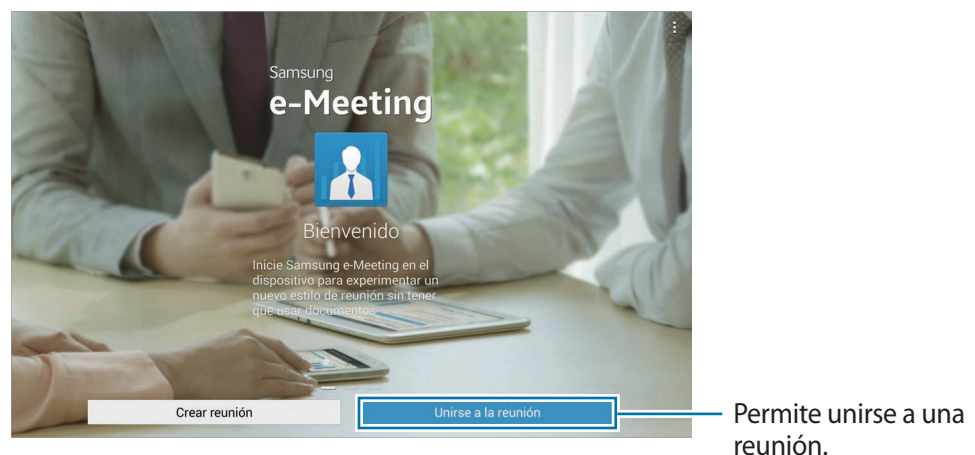 Samsung
e-Meeting
Bienvenido
Inicie Samsung e-Meeting en el
dispositivo para experimentar un
nuevo estilo de reunión sin tener
que usar documentos
Crear reunión
Unirse a la reunión
Permite unirse a una
reunión.